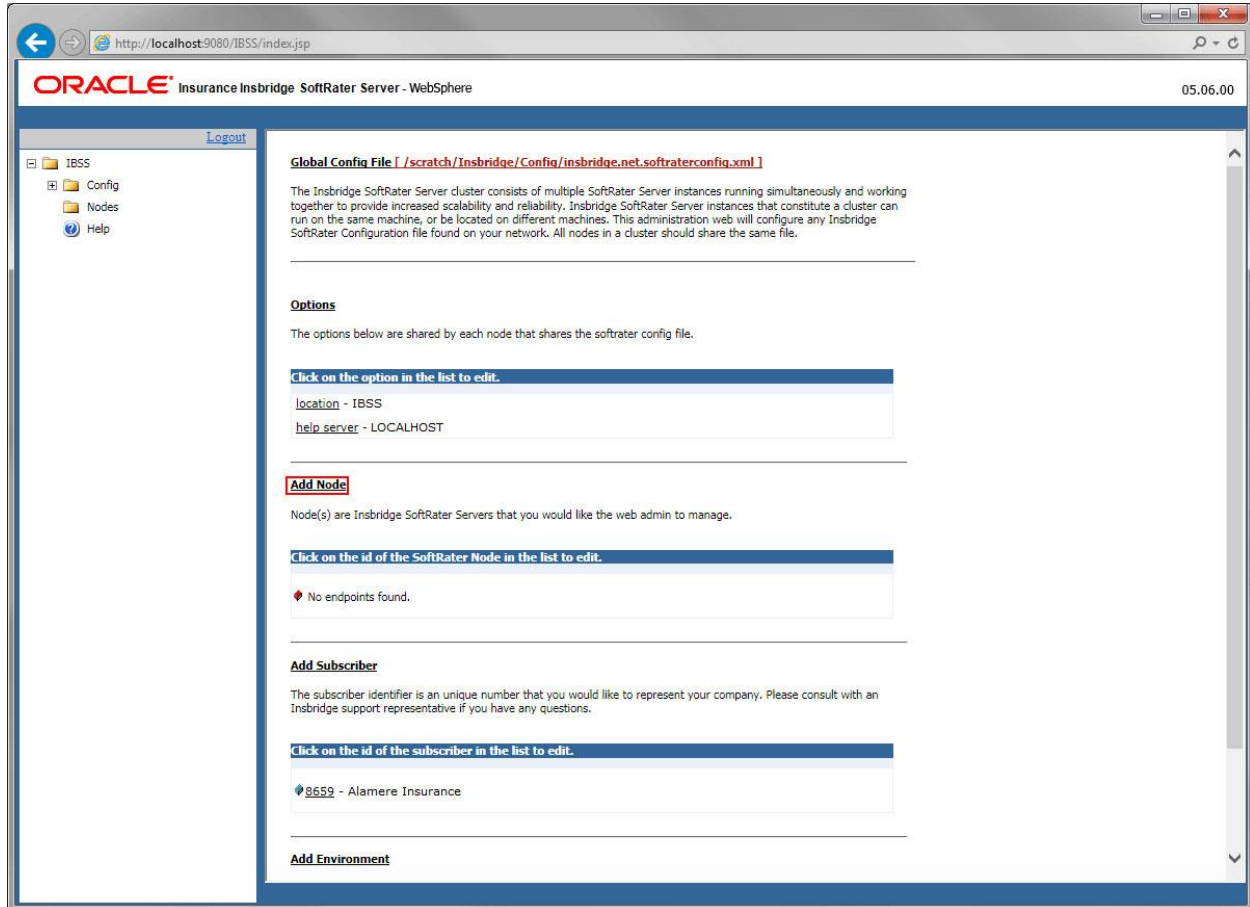 http://localhost:9080/IBSS/index.jsp
ORACLE® Insurance Insbridge SoftRater Server - WebSphere
05.06.00
Logout
IBSS
Config
Nodes
Help
Global Config File [ /scratch/Insbridge/Config/insbridge.net.softraterconfig.xml ]
The Insbridge SoftRater Server cluster consists of multiple SoftRater Server instances running simultaneously and working
together to provide increased scalability and reliability. Insbridge SoftRater Server instances that constitute a cluster can
run on the same machine, or be located on different machines. This administration web will configure any Insbridge
SoftRater Configuration file found on your network. All nodes in a cluster should share the same file.
Options
The options below are shared by each node that shares the softrater config file.
Click on the option in the list to edit.
location - IBSS
help server - LOCALHOST
Add Node
Node(s) are Insbridge SoftRater Servers that you would like the web admin to manage.
Click on the id of the SoftRater Node in the list to edit.
No endpoints found.
Add Subscriber
The subscriber identifier is an unique number that you would like to represent your company. Please consult with an
Insbridge support representative if you have any questions.
Click on the id of the subscriber in the list to edit.
8659 - Alamere Insurance
Add Environment